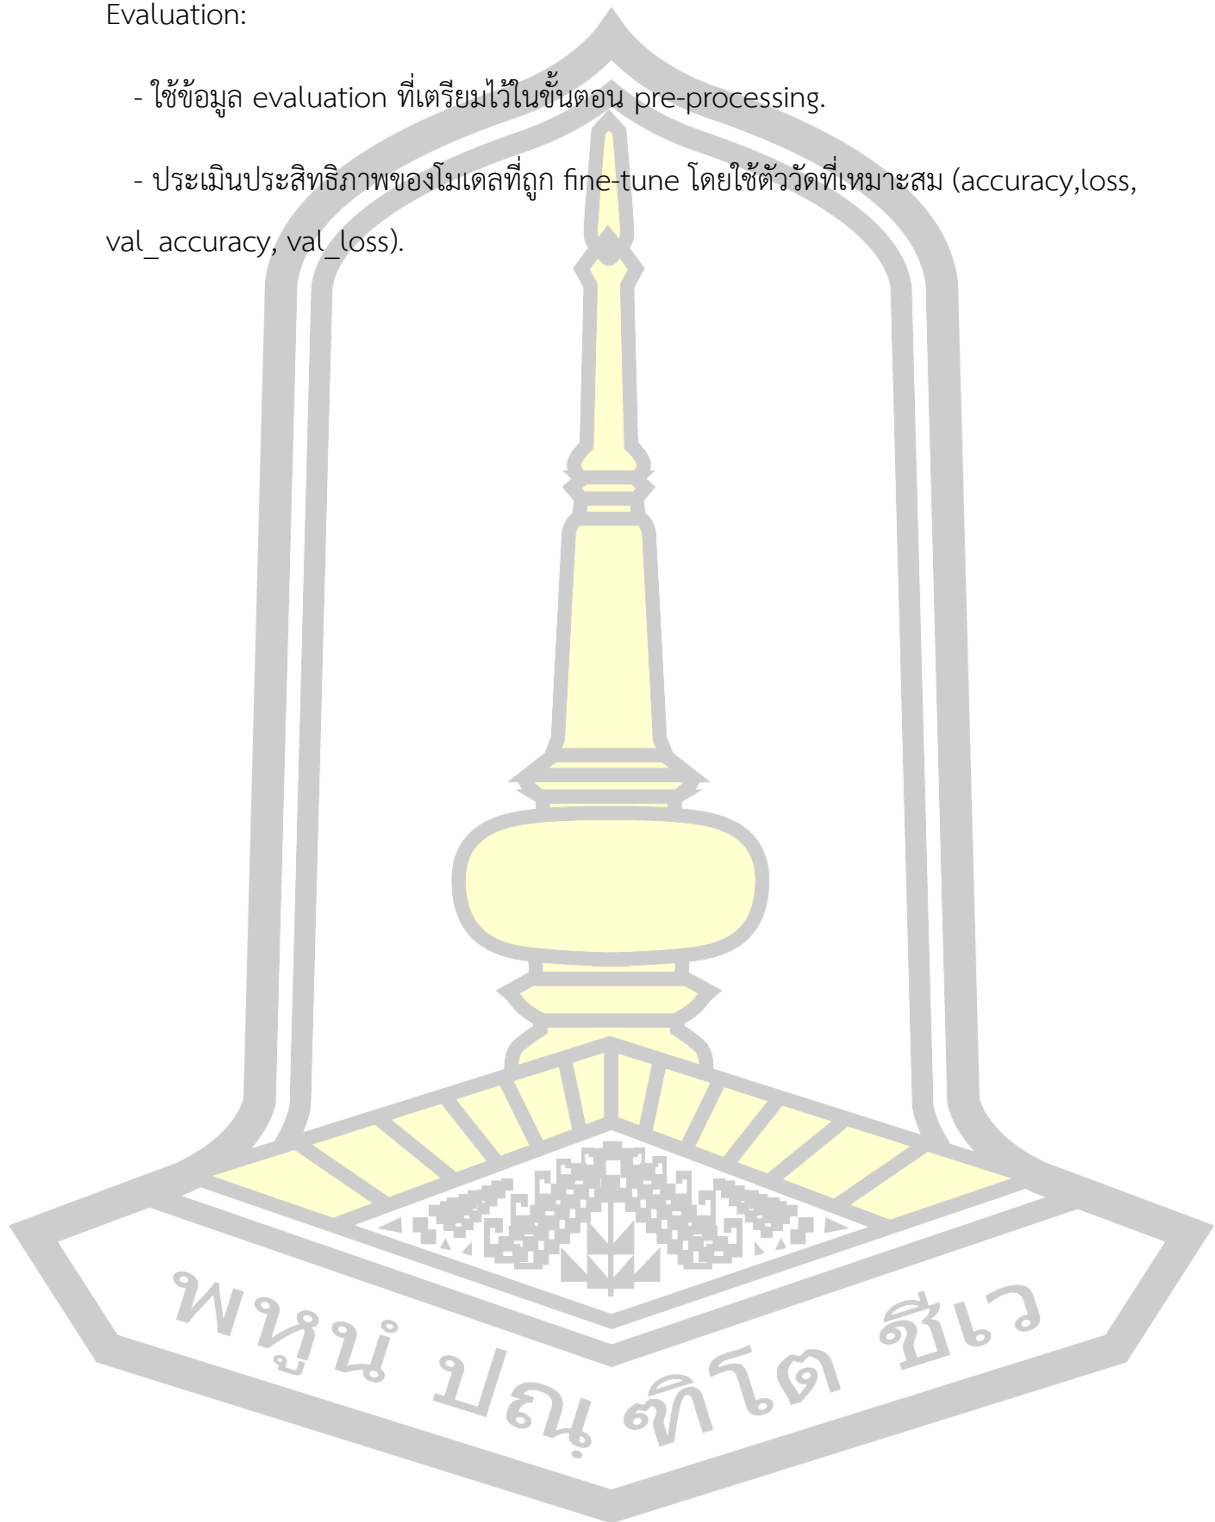 Evaluation:
- ใช้ข้อมูล evaluation ที่เตรียมไว้ในขั้นตอน pre-processing.
- ประเมินประสิทธิภาพของโมเดลที่ถูก fine-tune โดยใช้ตัววัดที่เหมาะสม (accuracy,loss,
val_accuracy, val_loss).
พหูนํ ปณฺ ฑิโต ชีเว